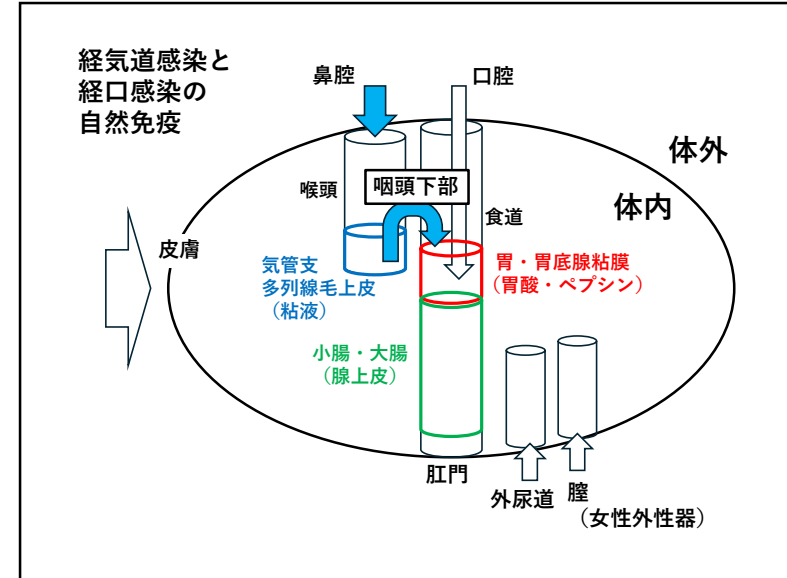 経気道感染と
経口感染の
自然免疫
鼻腔
口腔
体外
喉頭
咽頭下部
食道
体内
皮膚
気管支
多列線毛上皮
（粘液）
胃・胃底腺粘膜
（胃酸・ペプシン）
小腸・大腸
（腺上皮）
肛門
外尿道
膣
（女性外性器）